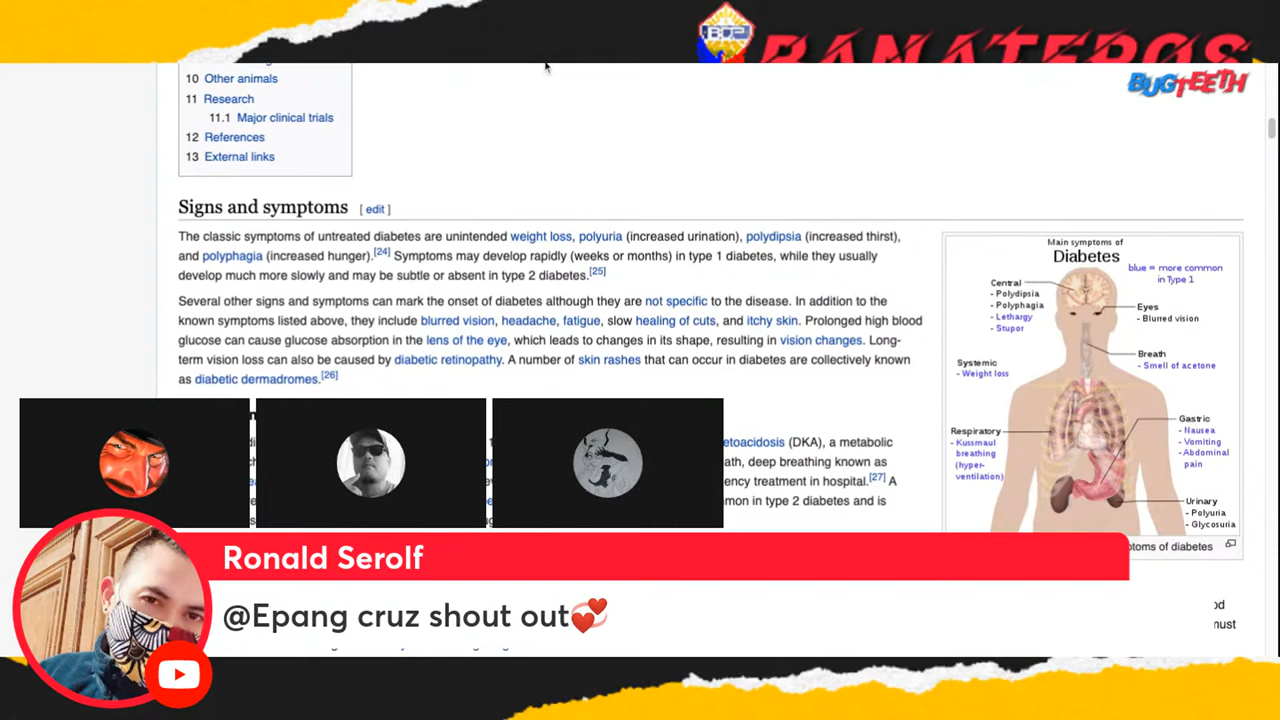 BANATEROS
BUGTEETH
10 Other animals
11 Research
11.1 Major clinical trials
12 References
13 External links
Signs and symptoms [ edit ]
The classic symptoms of untreated diabetes are unintended weight loss, polyuria (increased urination), polydipsia (increased thirst),
and polyphagia (increased hunger).[24] Symptoms may develop rapidly (weeks or months) in type 1 diabetes, while they usually
develop much more slowly and may be subtle or absent in type 2 diabetes.[25]
Several other signs and symptoms can mark the onset of diabetes although they are not specific to the disease. In addition to the
known symptoms listed above, they include blurred vision, headache, fatigue, slow healing of cuts, and itchy skin. Prolonged high blood
glucose can cause glucose absorption in the lens of the eye, which leads to changes in its shape, resulting in vision changes. Long-
term vision loss can also be caused by diabetic retinopathy. A number of skin rashes that can occur in diabetes are collectively known
as diabetic dermadromes.[26]
etoacidosis (DKA), a metabolic
ath, deep breathing known as
ency treatment in hospital.[27] A
mon in type 2 diabetes and is
Main symptoms of
Diabetes
blue = more common
in Type 1
Central
- Polydipsia
- Polyphagia
- Lethargy
- Stupor
Eyes
- Blurred vision
Breath
- Smell of acetone
Systemic
- Weight loss
Respiratory
- Kussmaul
breathing
(hyper-
ventilation)
Gastric
- Nausea
- Vomiting
- Abdominal
pain
Urinary
- Polyuria
- Glycosuria
ptoms of diabetes
must
Ronald Serolf
@Epang cruz shout out💞